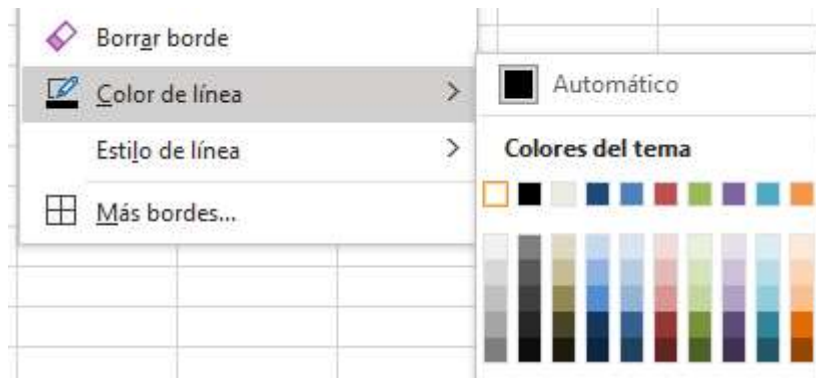 Borrar borde
Color de línea
Automático
Estilo de línea
Colores del tema
Más bordes...